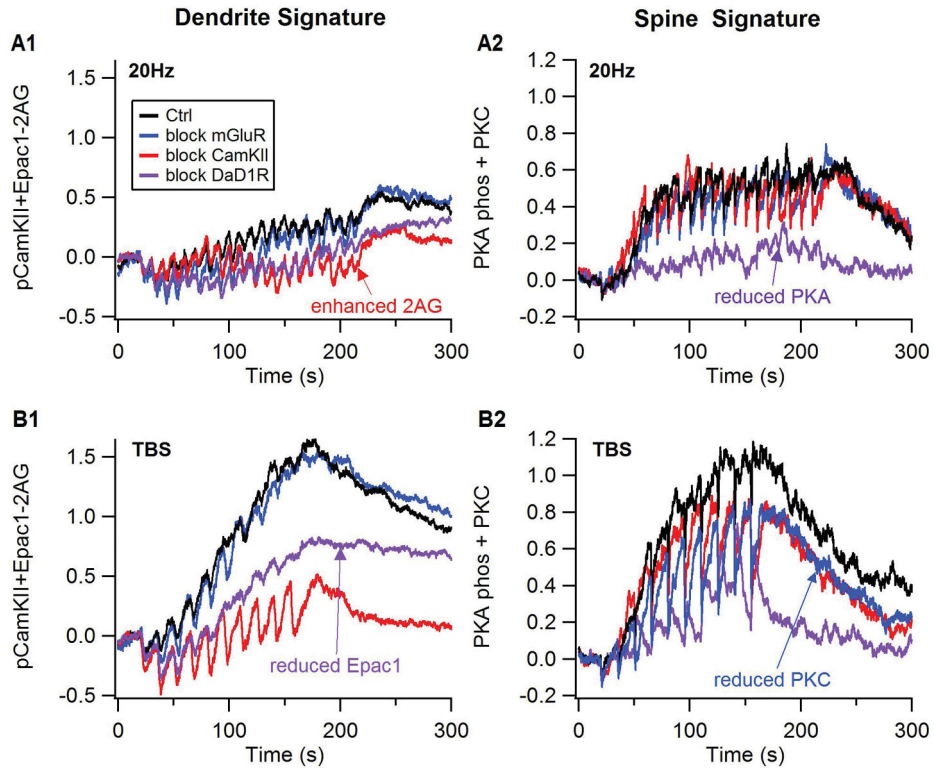 Dendrite Signature
Spine Signature
A1
20Hz
pCamKII+Epac1-2AG
1.5
1.0
0.5
0.0
-0.5
Ctrl
block mGluR
block CamKII
block DaD1R
enhanced 2AG
0
100
200
300
Time (s)
A2
20Hz
PKA phos + PKC
1.2
1.0
0.8
0.6
0.4
0.2
0.0
-0.2
reduced PKA
0
100
200
300
Time (s)
B1
TBS
pCamKII+Epac1-2AG
1.5
1.0
0.5
0.0
-0.5
reduced Epac1
0
100
200
300
Time (s)
B2
TBS
PKA phos + PKC
1.2
1.0
0.8
0.6
0.4
0.2
0.0
-0.2
reduced PKC
0
100
200
300
Time (s)